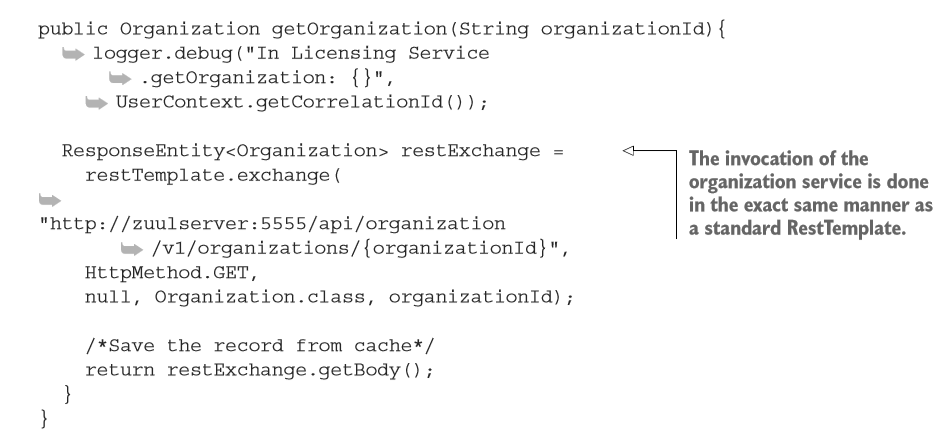 public Organization getOrganization(String organizationId){
➥ logger.debug("In Licensing Service
➥ .getOrganization: {}",
➥ UserContext.getCorrelationId());
ResponseEntity<Organization> restExchange =
restTemplate.exchange(
➥
"http://zuulserver:5555/api/organization
➥ /v1/organizations/{organizationId}",
HttpMethod.GET,
null, Organization.class, organizationId);
/*Save the record from cache*/
return restExchange.getBody();
}
}
The invocation of the
organization service is done
in the exact same manner as
a standard RestTemplate.